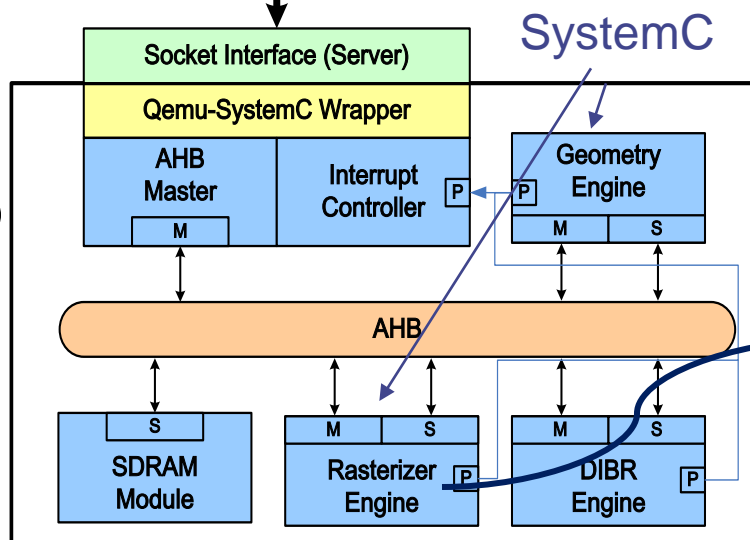 SystemC
Socket Interface (Server)
Qemu-SystemC Wrapper
AHB
Master
M
Interrupt
Controller
P
P
Geometry
Engine
M
S
AHB
S
SDRAM
Module
M
S
Rasterizer
Engine
P
M
S
DIBR
Engine
P